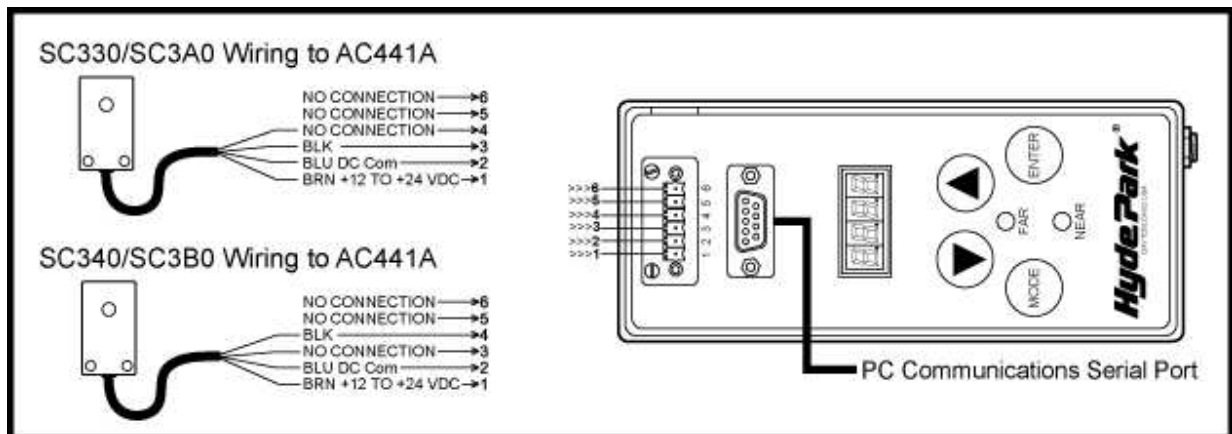 SC330/SC3A0 Wiring to AC441A
NO CONNECTION 6
NO CONNECTION 5
NO CONNECTION 4
BLK 3
BLU DC Com 2
BRN +12 TO +24 VDC 1
SC340/SC3B0 Wiring to AC441A
NO CONNECTION 6
NO CONNECTION 5
BLK 4
NO CONNECTION 3
BLU DC Com 2
BRN +12 TO +24 VDC 1
>>>6
>>>5
>>>4
>>>3
>>>2
>>>1
1 2 3 4 5 6
ENTER
FAR
NEAR
MODE
HydePark®
PC Communications Serial Port